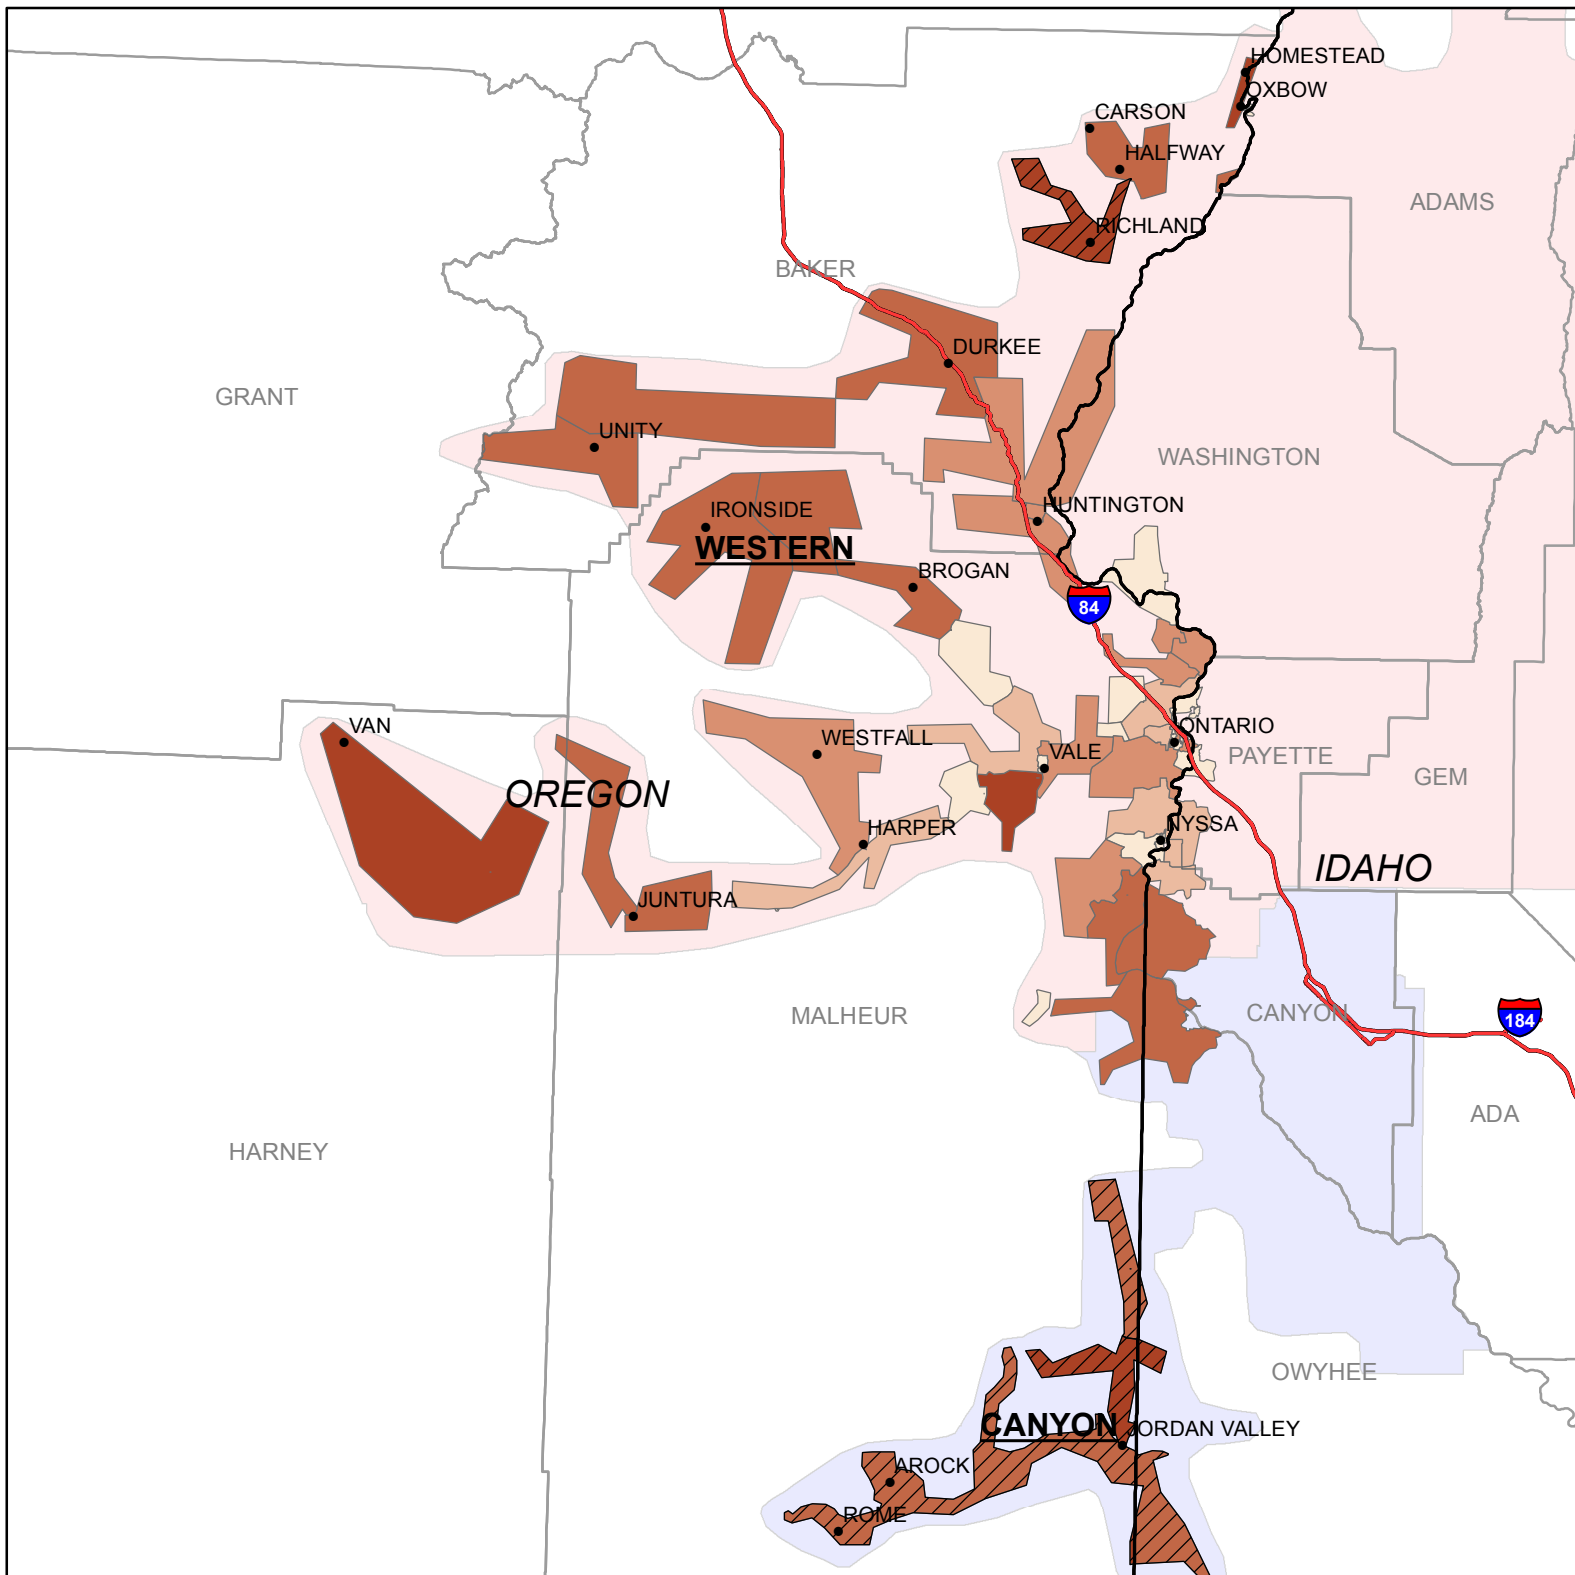 HOMESTEAD
OXBOW
CARSON
HALFWAY
ADAMS
RICHLAND
BAKER
DURKEE
GRANT
UNITY
WASHINGTON
HUNTINGTON
IRONSIDE
WESTERN
BROGAN
84
VAN
ONTARIO
WESTFALL
VALE
PAYETTE
GEM
OREGON
HARPER
NYSSA
IDAHO
JUNTURA
MALHEUR
CANYON
184
ADA
HARNEY
OWYHEE
CANYON
JORDAN VALLEY
AROCK
ROME